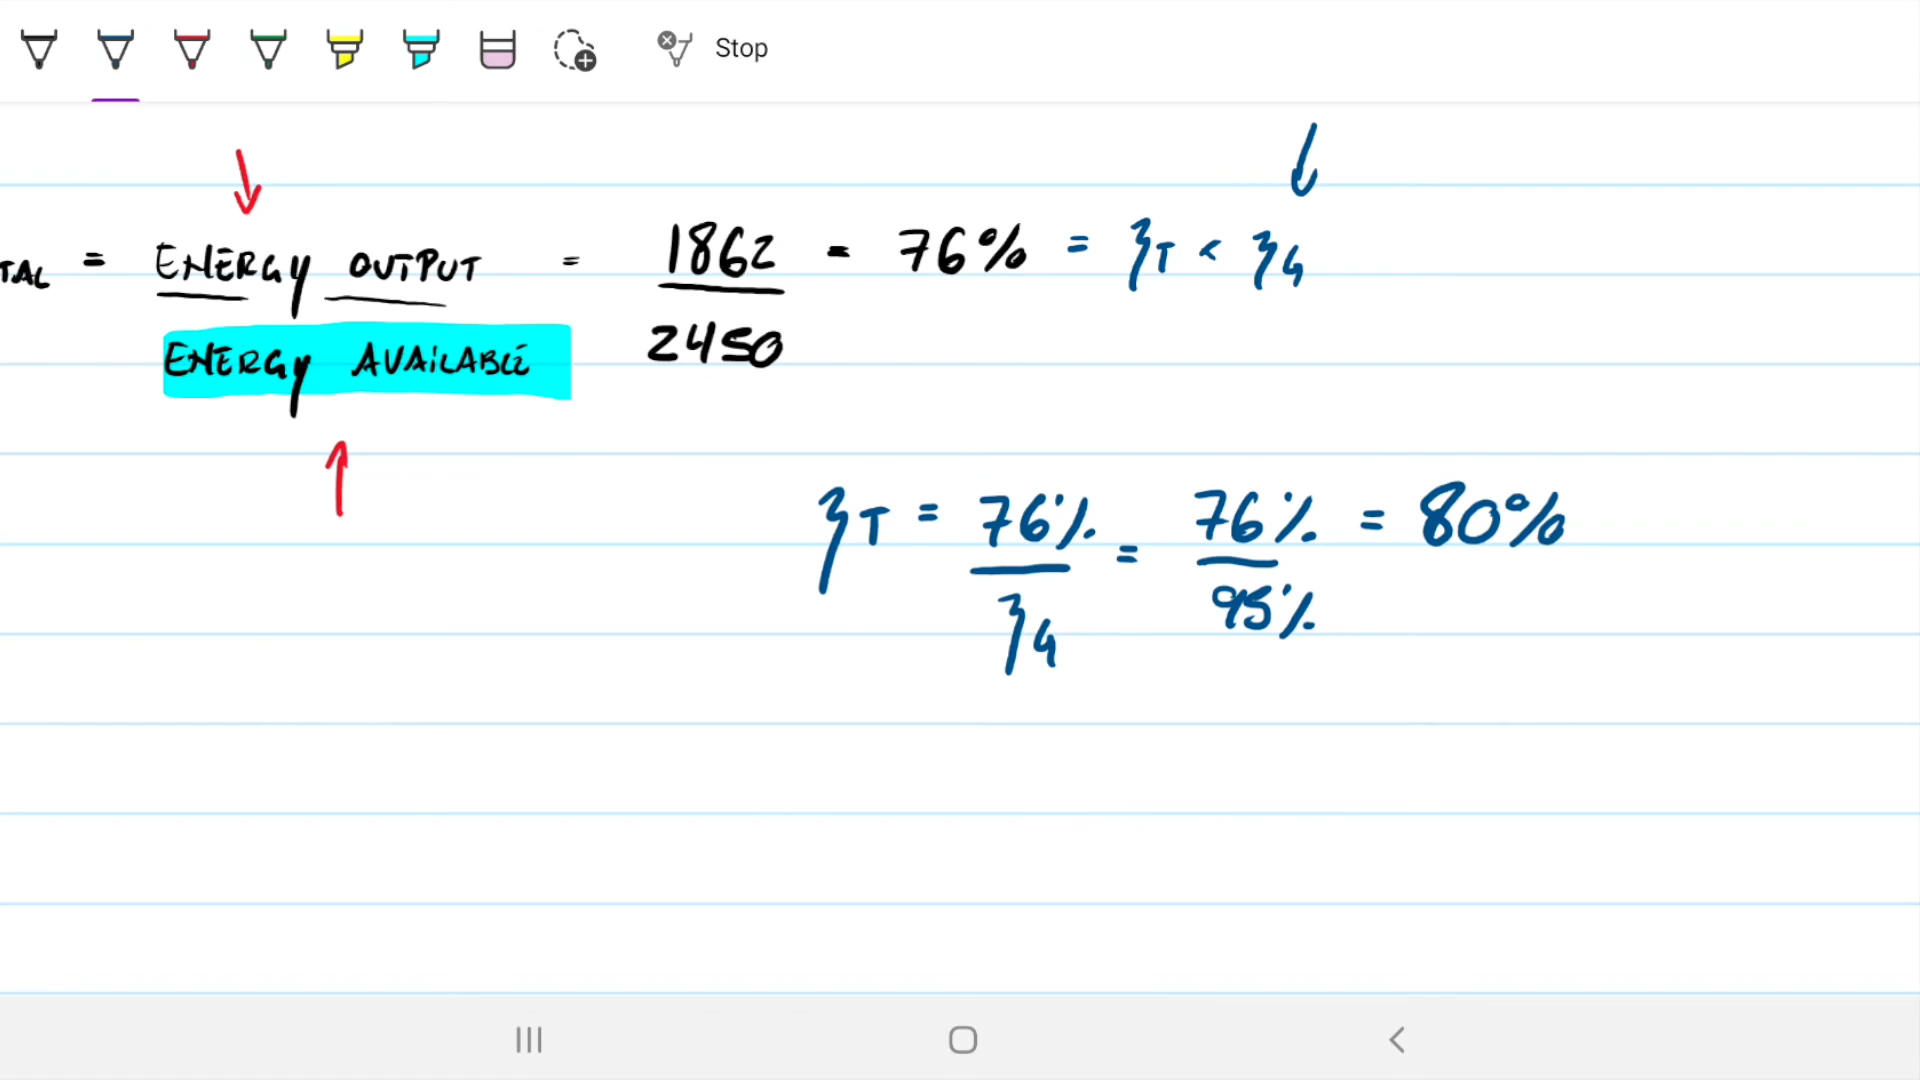 Stop
TAL = ENERGY OUTPUT = 1862 = 76% = ηT × η4
ENERGY AVAILABLE 2450
ηT = 76% = 76% = 80%
η4 95%